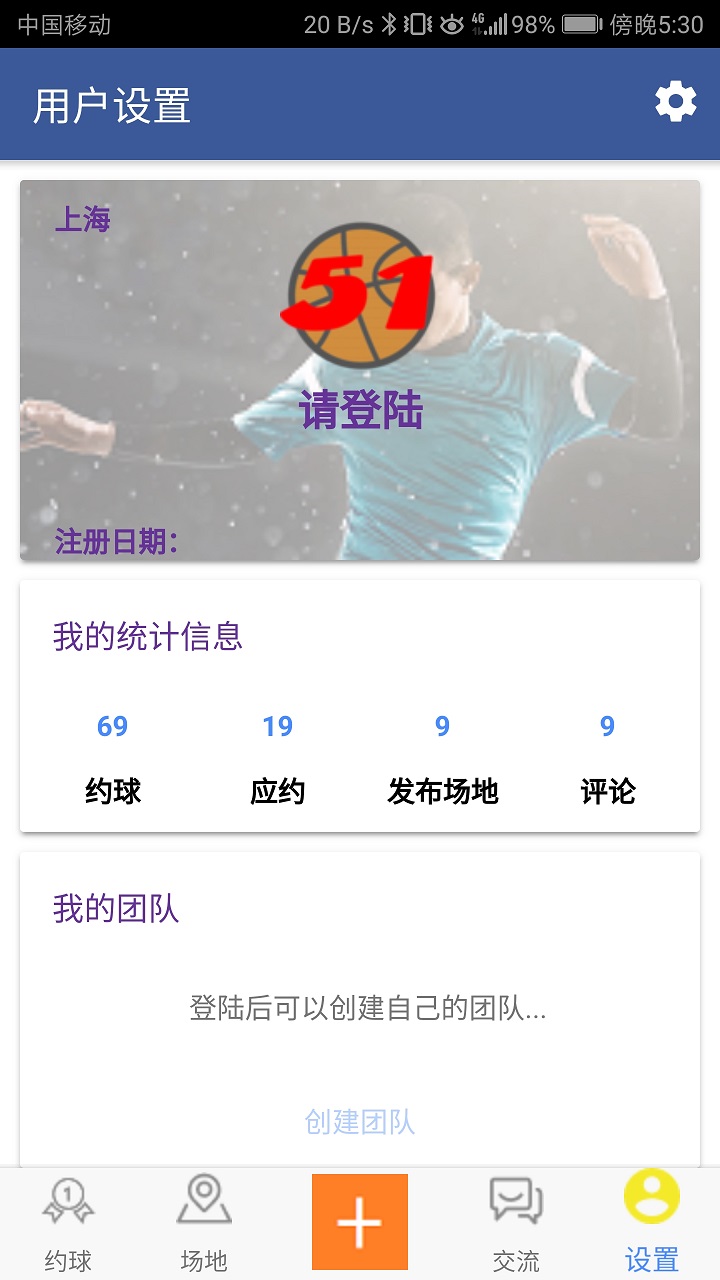 中国移动 20 B/s 4G 98% 傍晚5:30
用户设置
上海
51
请登陆
注册日期：
我的统计信息
69 19 9 9
约球 应约 发布场地 评论
我的团队
登陆后可以创建自己的团队...
创建团队
1
约球 场地 交流 设置